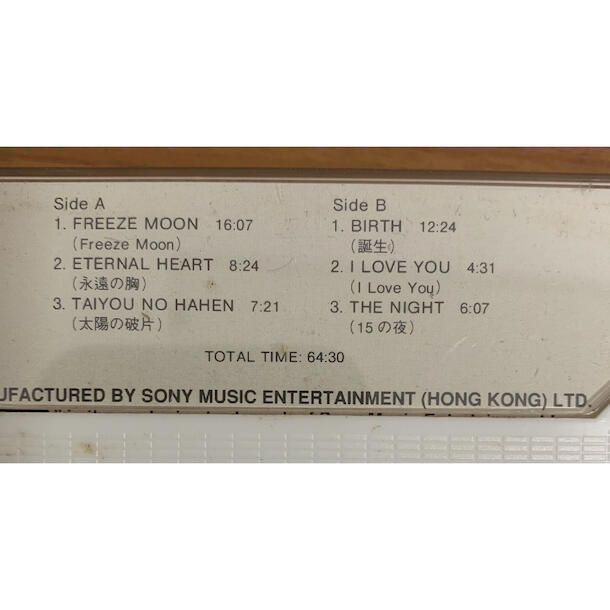 Side A
1. FREEZE MOON 16:07
(Freeze Moon)
2. ETERNAL HEART 8:24
(永遠の胸)
3. TAIYOU NO HAHEN 7:21
(太陽の破片)
Side B
1. BIRTH 12:24
(誕生)
2. I LOVE YOU 4:31
(I Love You)
3. THE NIGHT 6:07
(15の夜)
TOTAL TIME: 64:30
UFACTURED BY SONY MUSIC ENTERTAINMENT (HONG KONG) LTD.